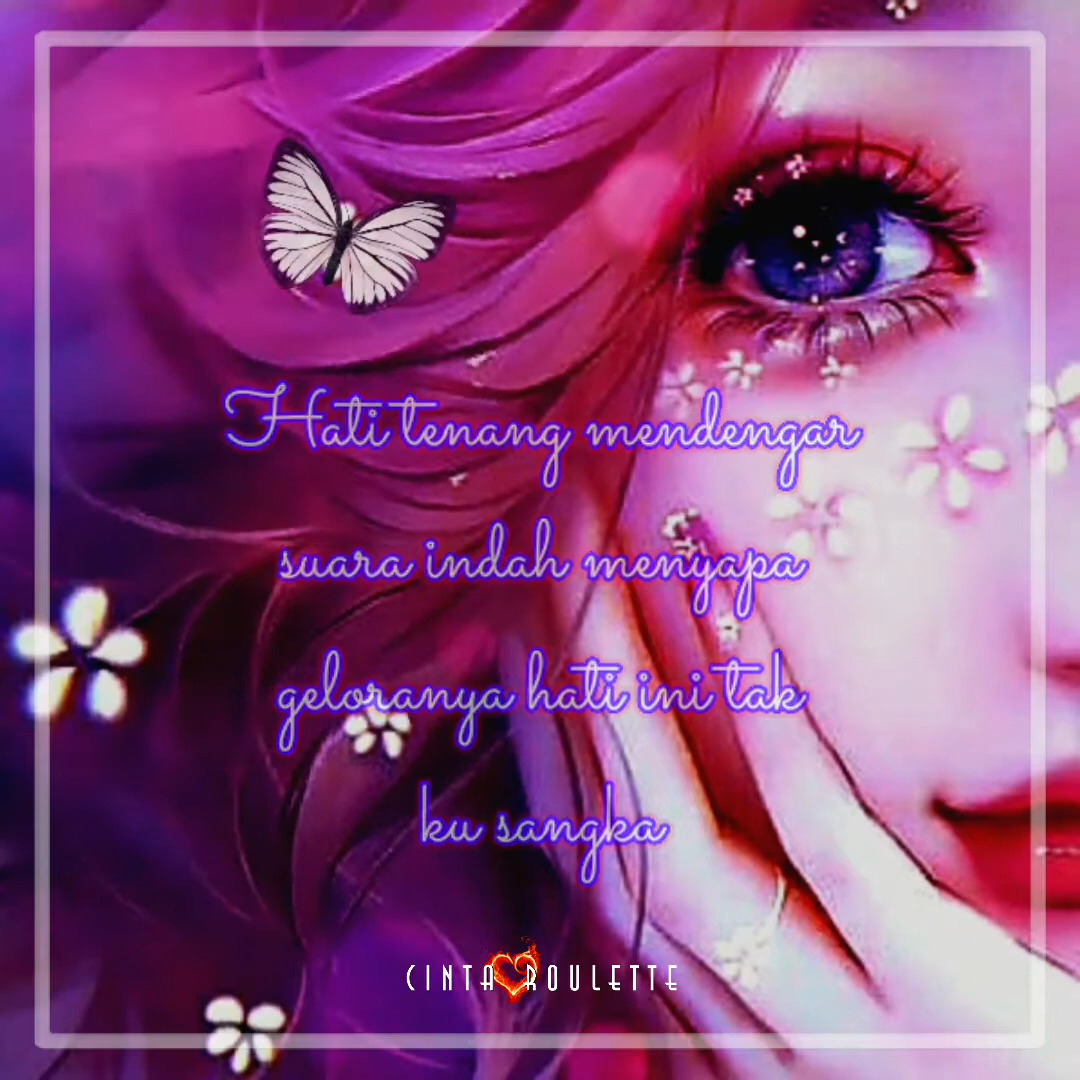 Hati tenang mendengar
suara indah menyapa
geloranya hati ini tak
ku sangka
CINTA ROULETTE